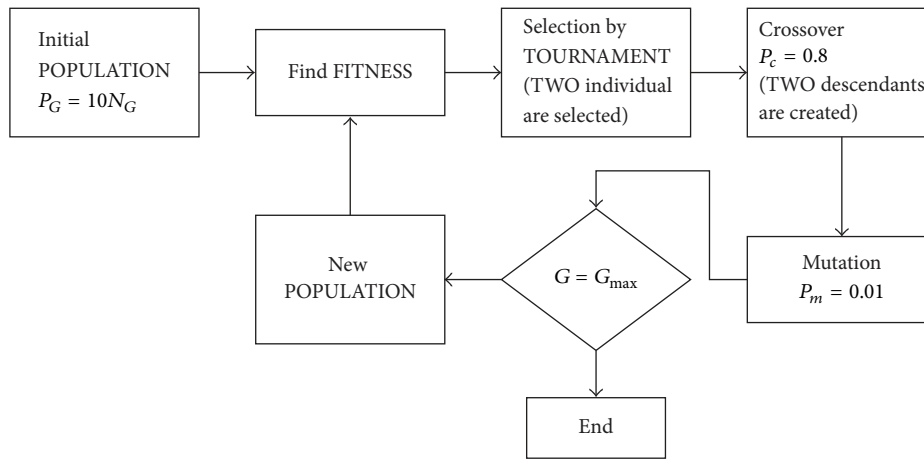 Initial
POPULATION
P_G = 10N_G
Find FITNESS
Selection by
TOURNAMENT
(TWO individual
are selected)
Crossover
P_c = 0.8
(TWO descendants
are created)
Mutation
P_m = 0.01
G = G_max
New
POPULATION
End